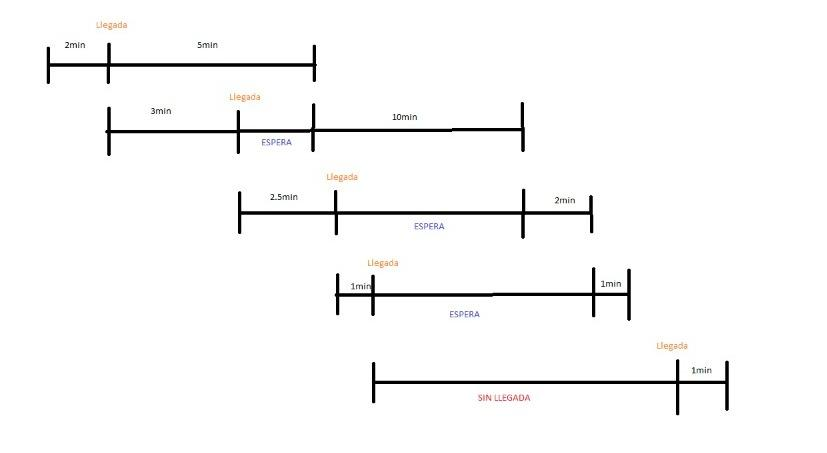 Llegada
2min
5min
Llegada
3min
10min
ESPERA
Llegada
2.5min
2min
ESPERA
Llegada
1min
1min
ESPERA
Llegada
1min
SIN LLEGADA